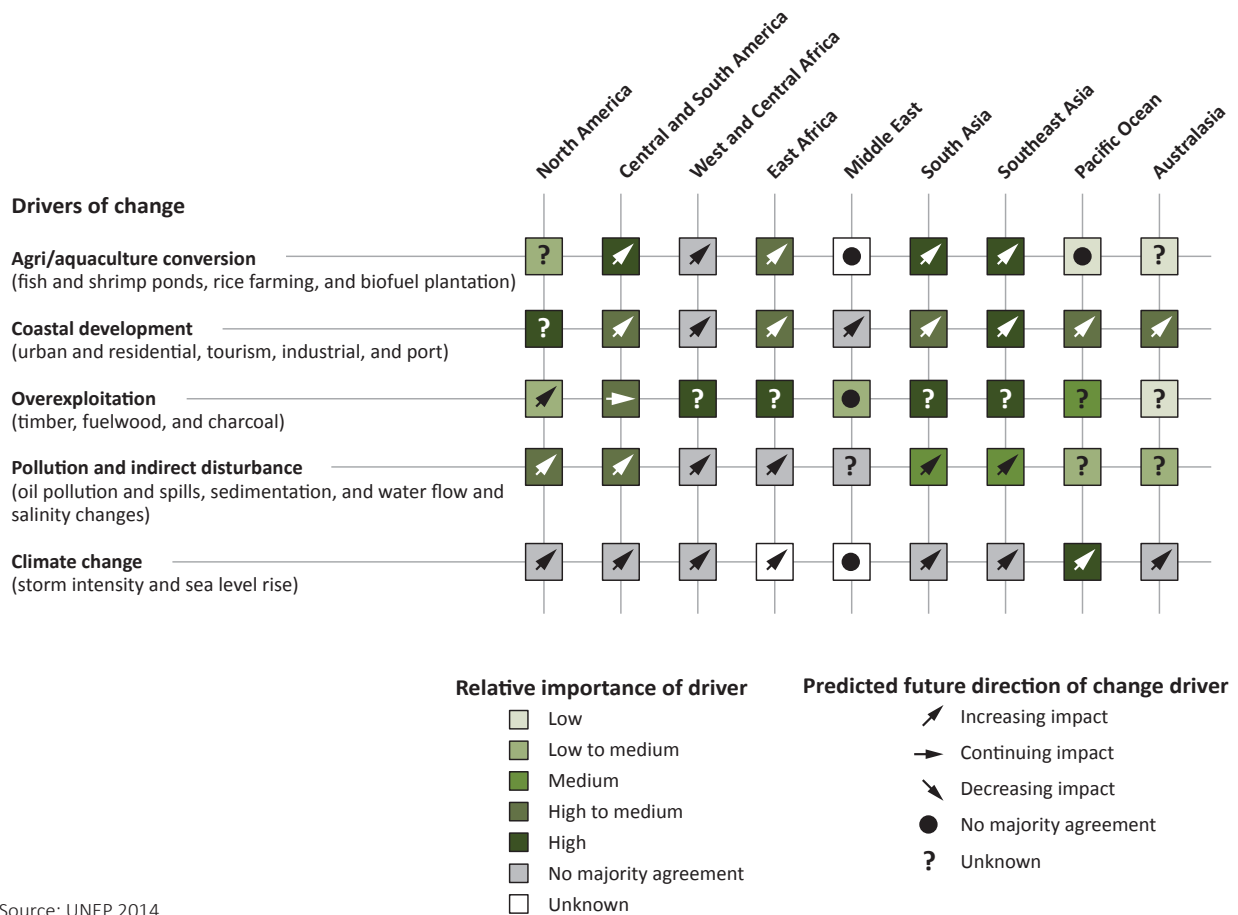 North America
Central and South America
West and Central Africa
East Africa
Middle East
South Asia
Southeast Asia
Pacific Ocean
Australasia
Drivers of change
Agri/aquaculture conversion
(fish and shrimp ponds, rice farming, and biofuel plantation)
? ?
Coastal development
(urban and residential, tourism, industrial, and port)
?
Overexploitation
(timber, fuelwood, and charcoal)
? ? ? ? ? ?
Pollution and indirect disturbance
(oil pollution and spills, sedimentation, and water flow and
salinity changes)
? ? ?
Climate change
(storm intensity and sea level rise)
Relative importance of driver
Low
Low to medium
Medium
High to medium
High
No majority agreement
Unknown
Predicted future direction of change driver
Increasing impact
Continuing impact
Decreasing impact
No majority agreement
? Unknown
Source: UNEP 2014